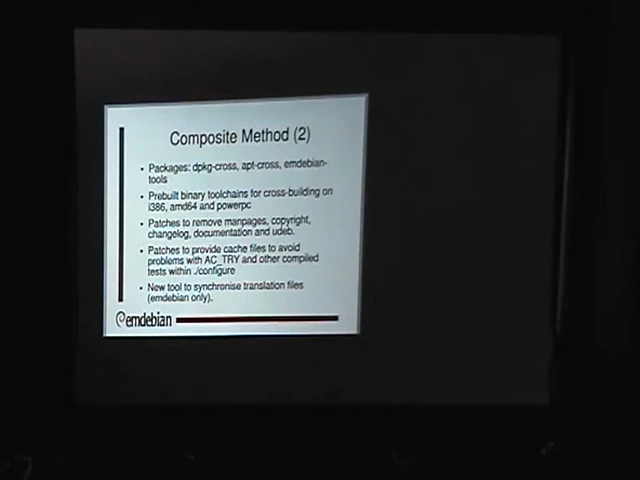 Composite Method (2)
• Packages: dpkg-cross, apt-cross, emdebian-
tools
• Prebuilt binary toolchains for cross-building on
i386, amd64 and powerpc
• Patches to remove manpages, copyright,
changelog, documentation and udeb.
• Patches to provide cache files to avoid
problems with AC_TRY and other compiled
tests within ./configure
• New tool to synchronise translation files
(emdebian only).
emdebian